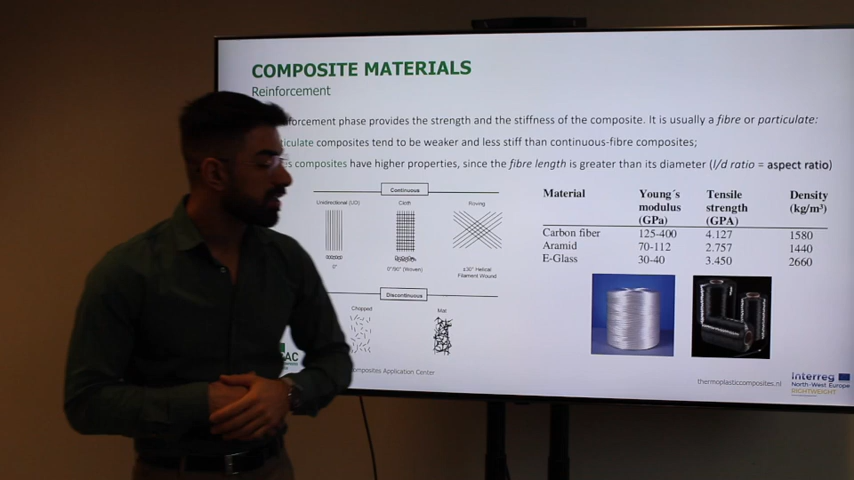 COMPOSITE MATERIALS
Reinforcement
forcement phase provides the strength and the stiffness of the composite. It is usually a fibre or particulate:
iculate composites tend to be weaker and less stiff than continuous-fibre composites;
s composites have higher properties, since the fibre length is greater than its diameter (l/d ratio = aspect ratio)
Continuous
Unidirectional (UD) Cloth Roving
0° 0°/90° (Woven) ±30° Helical
Filament Wound
Discontinuous
Chopped Mat
Material Young´s modulus (GPa) Tensile strength (GPA) Density (kg/m³)
Carbon fiber 125-400 4.127 1580
Aramid 70-112 2.757 1440
E-Glass 30-40 3.450 2660
AC
omposites Application Center
thermoplasticcomposites.nl
Interreg
North-West Europe
RIGHTWEIGHT